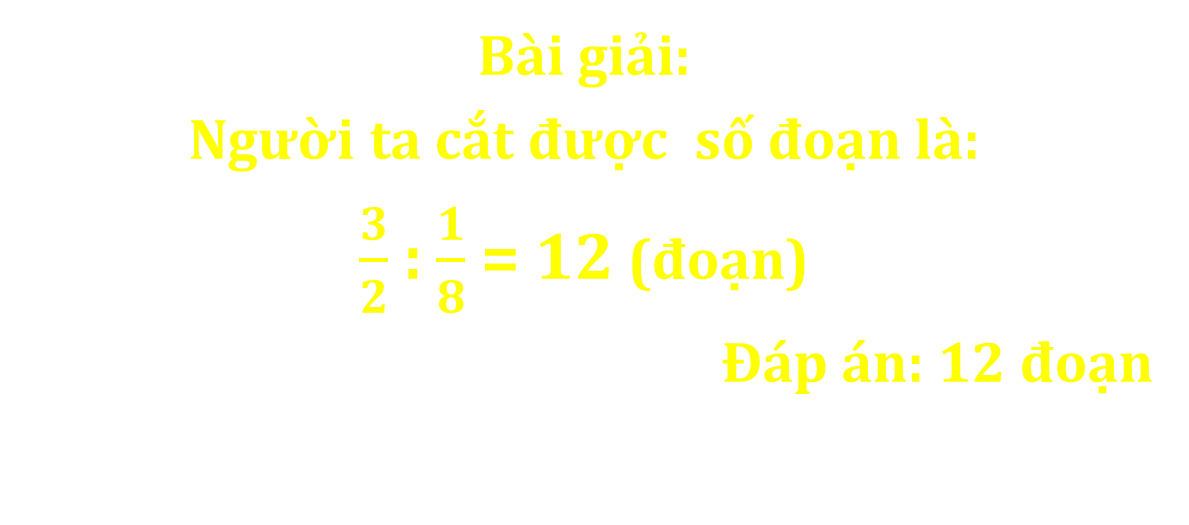 Bài giải:
Người ta cắt được  số đoạn là:
3/2 : 1/8 = 12 (đoạn)
Đáp án: 12 đoạn